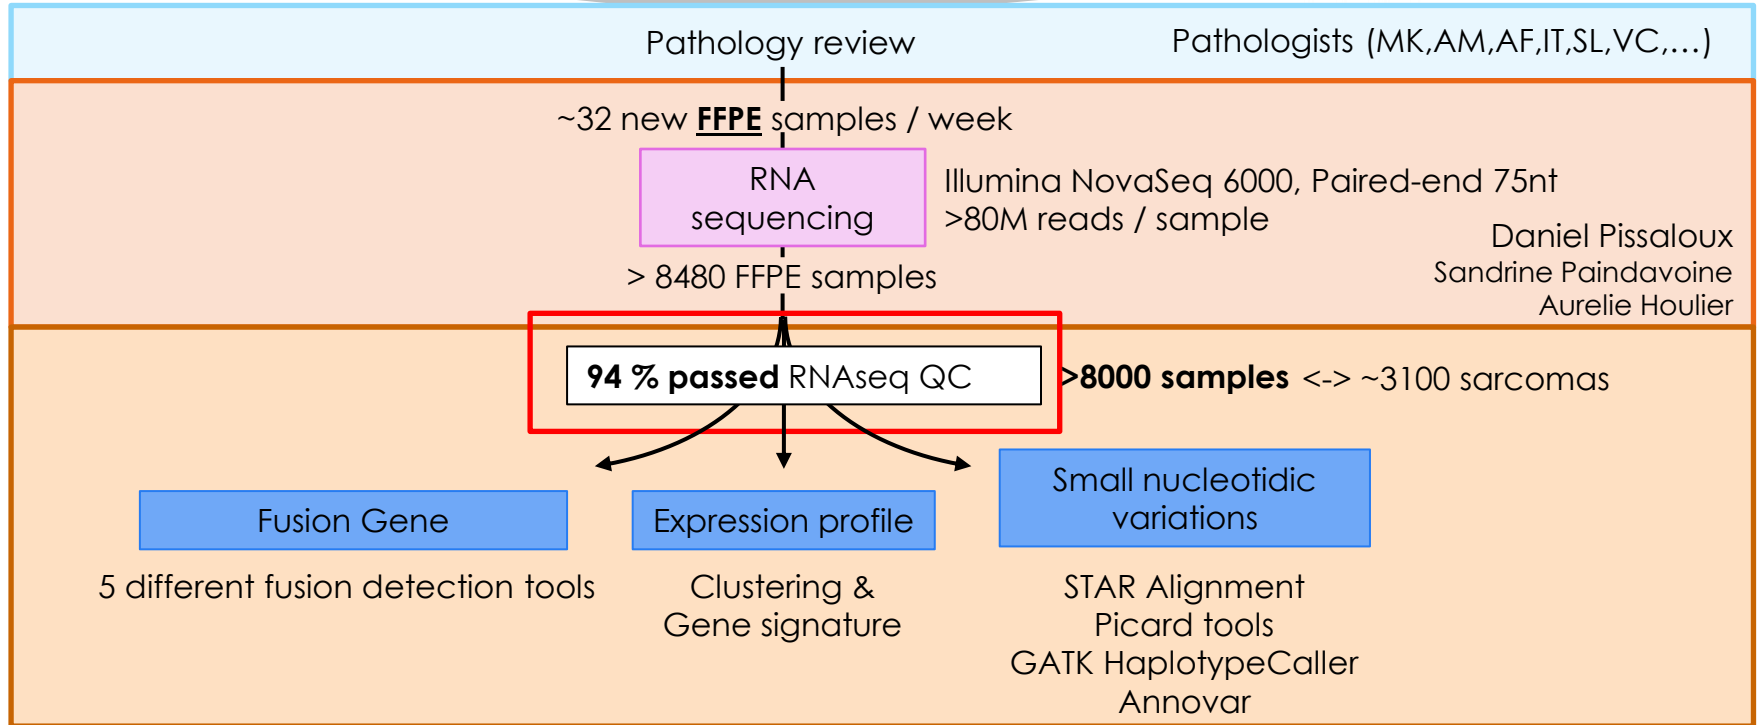 Pathology review
Pathologists (MK,AM,AF,IT,SL,VC,...)
~32 new FFPE samples / week
RNA
sequencing
Illumina NovaSeq 6000, Paired-end 75nt
>80M reads / sample
Daniel Pissaloux
Sandrine Paindavoine
Aurelie Houlier
> 8480 FFPE samples
94 % passed RNAseq QC
>8000 samples <-> ~3100 sarcomas
Fusion Gene
5 different fusion detection tools
Expression profile
Clustering &
Gene signature
Small nucleotidic
variations
STAR Alignment
Picard tools
GATK HaplotypeCaller
Annovar